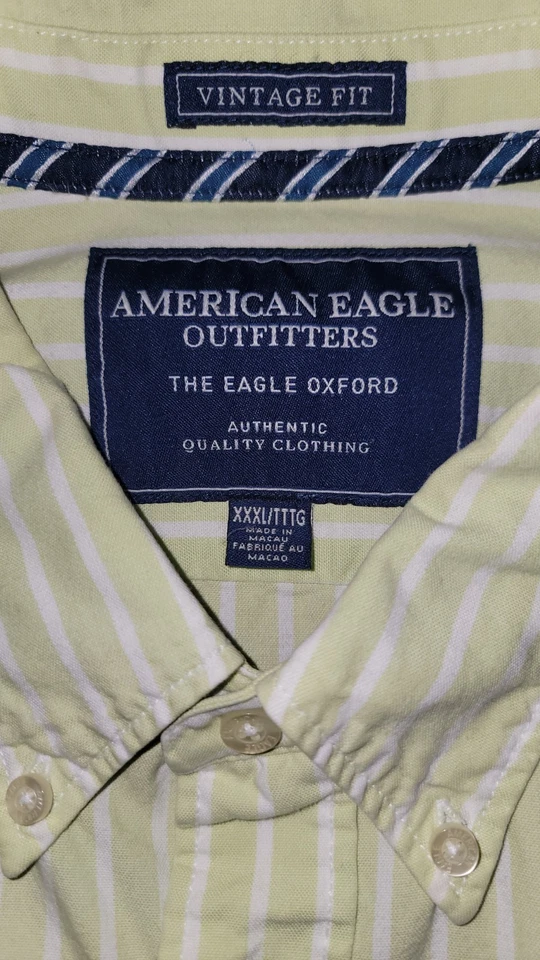 VINTAGE FIT
AMERICAN EAGLE
OUTFITTERS
THE EAGLE OXFORD
AUTHENTIC
QUALITY CLOTHING
XXXL/TTTG
MADE IN
MACAU
FABRIQUÉ AU
MACAO